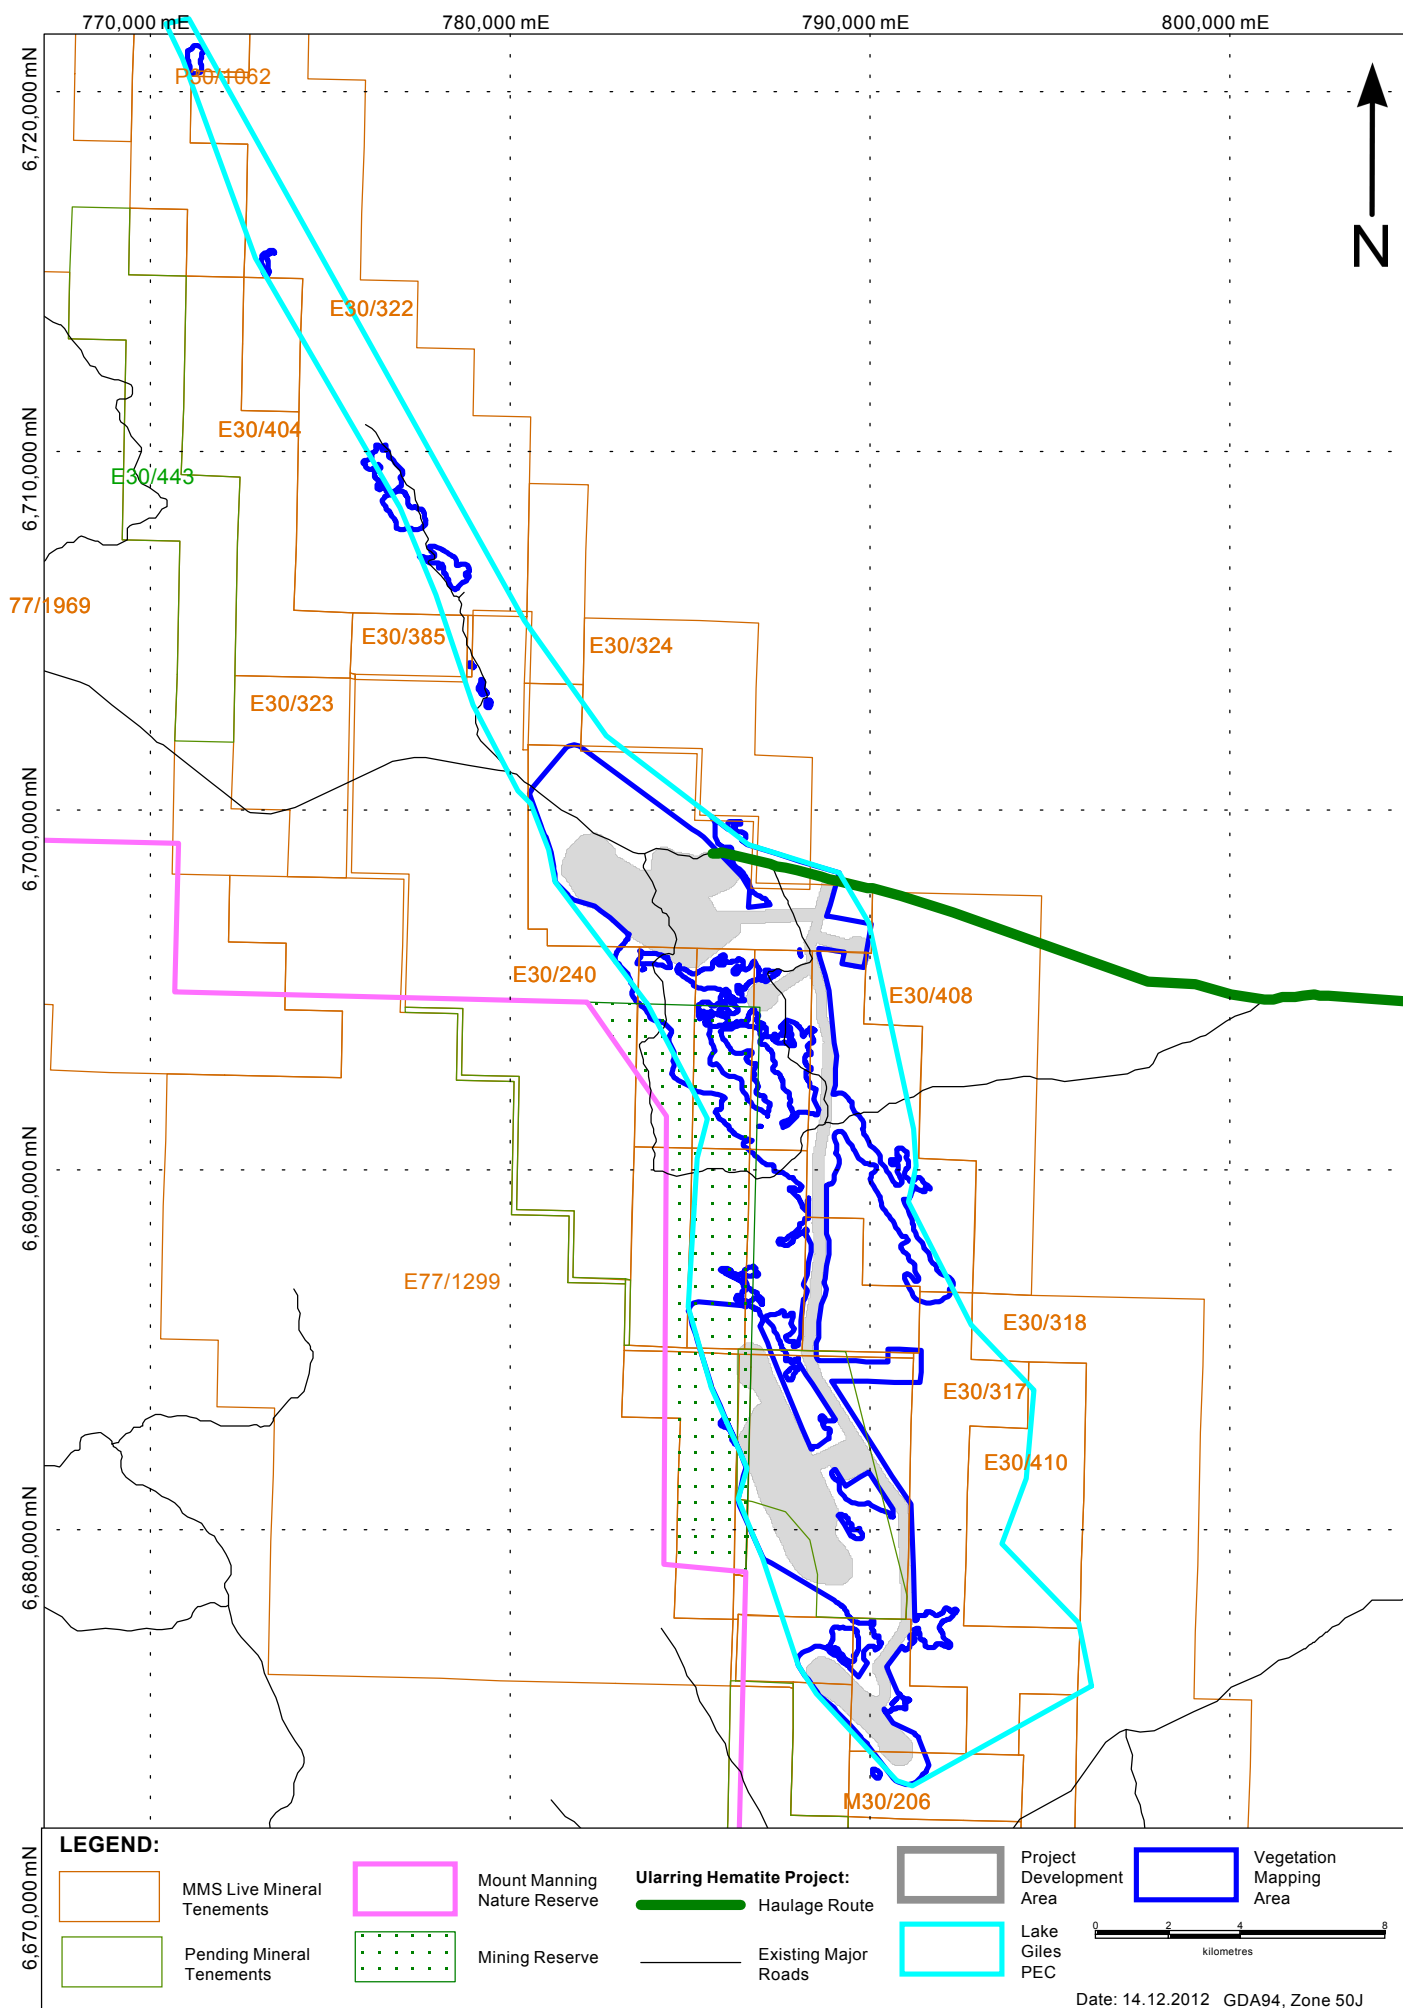 770,000 mE
780,000 mE
790,000 mE
800,000 mE
6,720,000 mN
6,710,000 mN
6,700,000 mN
6,690,000 mN
6,680,000 mN
6,670,000 mN
N
P30/1062
E30/322
E30/404
E30/443
77/1969
E30/385
E30/324
E30/323
E30/240
E30/408
E77/1299
E30/318
E30/317
E30/410
M30/206
LEGEND:
MMS Live Mineral
Tenements
Pending Mineral
Tenements
Mount Manning
Nature Reserve
Mining Reserve
Ularring Hematite Project:
Haulage Route
Existing Major
Roads
Project
Development
Area
Lake
Giles
PEC
Vegetation
Mapping
Area
0 2 4 8
kilometres
Date: 14.12.2012 GDA94, Zone 50J